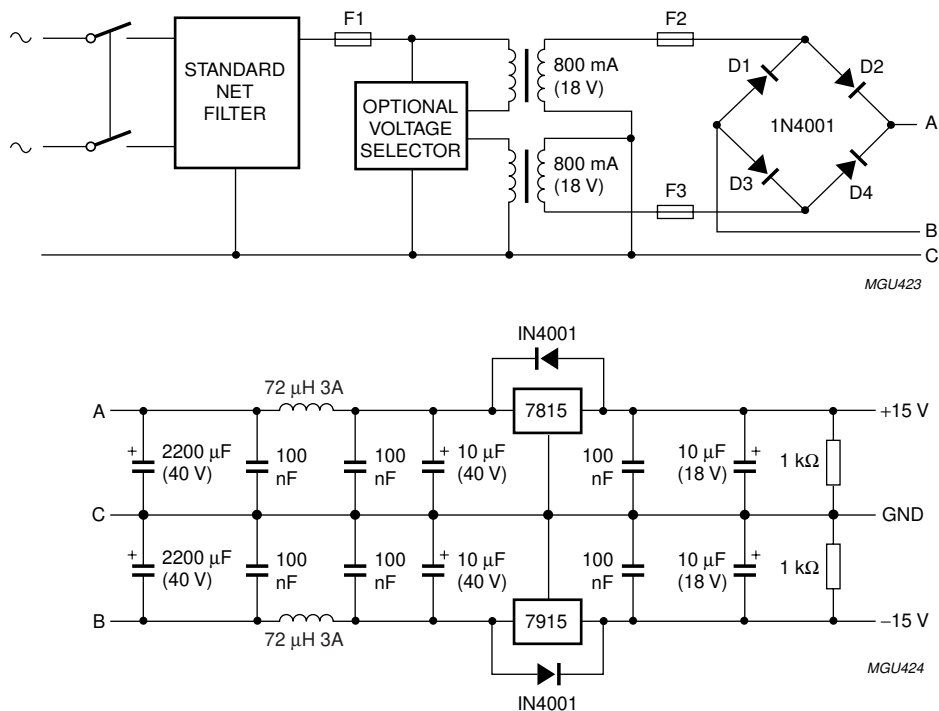 F1
F2
D1
D2
STANDARD
NET
FILTER
OPTIONAL
VOLTAGE
SELECTOR
800 mA
(18 V)
800 mA
(18 V)
1N4001
A
D3
D4
F3
B
C
MGU423
IN4001
72 μH 3A
A
7815
+15 V
+
2200 μF
(40 V)
100
nF
100
nF
+
10 μF
(40 V)
100
nF
10 μF
(18 V)
+
1 kΩ
C
GND
+
2200 μF
(40 V)
100
nF
100
nF
+
10 μF
(40 V)
100
nF
10 μF
(18 V)
+
1 kΩ
B
72 μH 3A
7915
−15 V
IN4001
MGU424